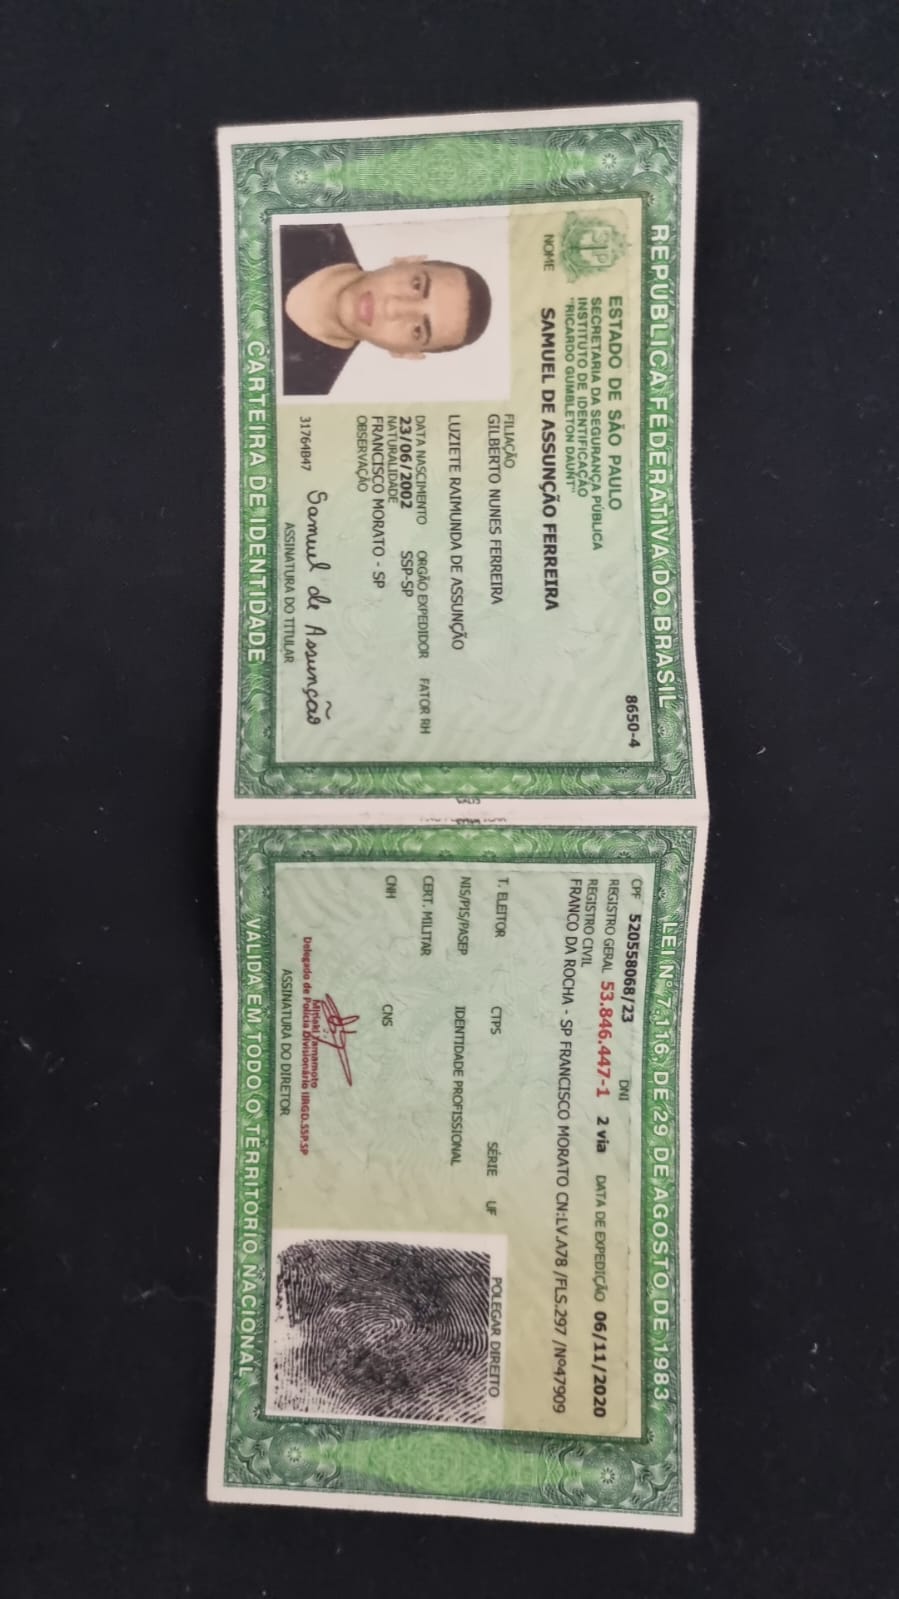 REPÚBLICA FEDERATIVA DO BRASIL
8650-4
ESTADO DE SÃO PAULO
SECRETARIA DA SEGURANÇA PÚBLICA
INSTITUTO DE IDENTIFICAÇÃO
"RICARDO GUMBLETON DAUNT"
NOME SAMUEL DE ASSUNÇÃO FERREIRA
FILIAÇÃO
GILBERTO NUNES FERREIRA
LUZIETE RAIMUNDA DE ASSUNÇÃO
DATA NASCIMENTO ORGÃO EXPEDIDOR FATOR RH
23/06/2002 SSP-SP
NATURALIDADE
FRANCISCO MORATO - SP
OBSERVAÇÃO
31764847 Samuel de Assunção
ASSINATURA DO TITULAR
CARTEIRA DE IDENTIDADE
LEI Nº 7.116, DE 29 DE AGOSTO DE 1983
CPF 520558068/23 DNI
REGISTRO GERAL 53.846.447-1 2 via DATA DE EXPEDIÇÃO 06/11/2020
REGISTRO CIVIL
FRANCO DA ROCHA - SP FRANCISCO MORATO CN:LV.A78 /FLS.297 /Nº47909
T. ELEITOR CTPS SÉRIE UF
NIS/PIS/PASEP IDENTIDADE PROFISSIONAL
CERT. MILITAR
CNH CNS
POLEGAR DIREITO
Mitiaki Yamamoto
Delegado de Polícia Divisionário IIRGD.SSP.SP
ASSINATURA DO DIRETOR
VÁLIDA EM TODO O TERRITÓRIO NACIONAL